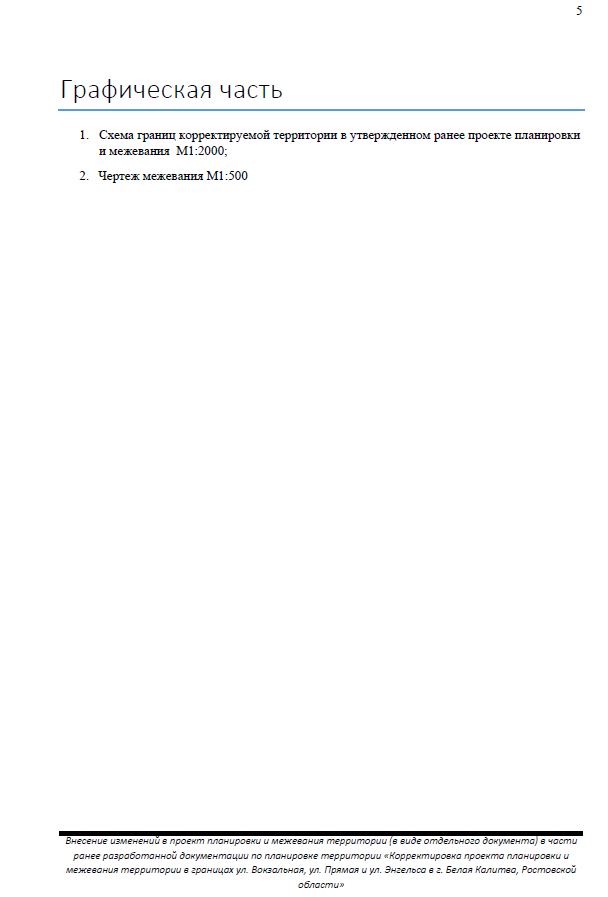 5
Графическая часть
1. Схема границ корректируемой территории в утвержденном ранее проекте планировки
и межевания М1:2000;
2. Чертеж межевания М1:500
Внесение изменений в проект планировки и межевания территории (в виде отдельного документа) в части
ранее разработанной документации по планировке территории «Корректировка проекта планировки и
межевания территории в границах ул. Вокзальная, ул. Прямая и ул. Энгельса в г. Белая Калитва, Ростовской
области»